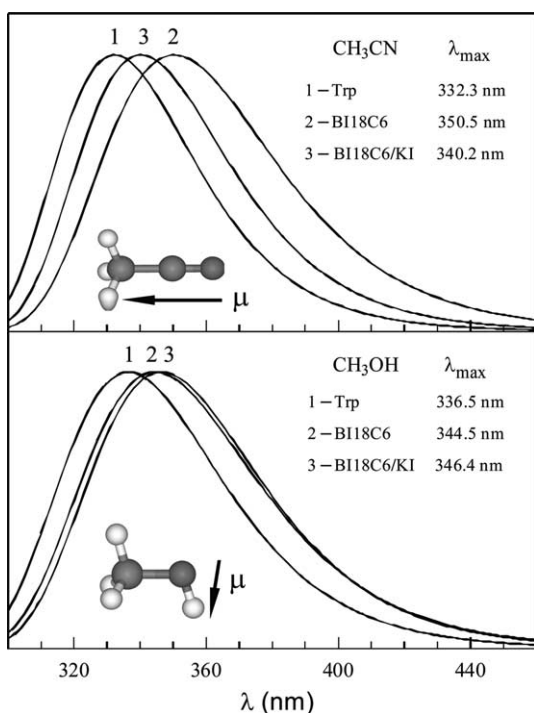 1 3 2 CH₃CN λmax
1 – Trp 332.3 nm
2 – BI18C6 350.5 nm
3 – BI18C6/KI 340.2 nm
μ
1 2 3 CH₃OH λmax
1 – Trp 336.5 nm
2 – BI18C6 344.5 nm
3 – BI18C6/KI 346.4 nm
μ
320 360 400 440
λ (nm)